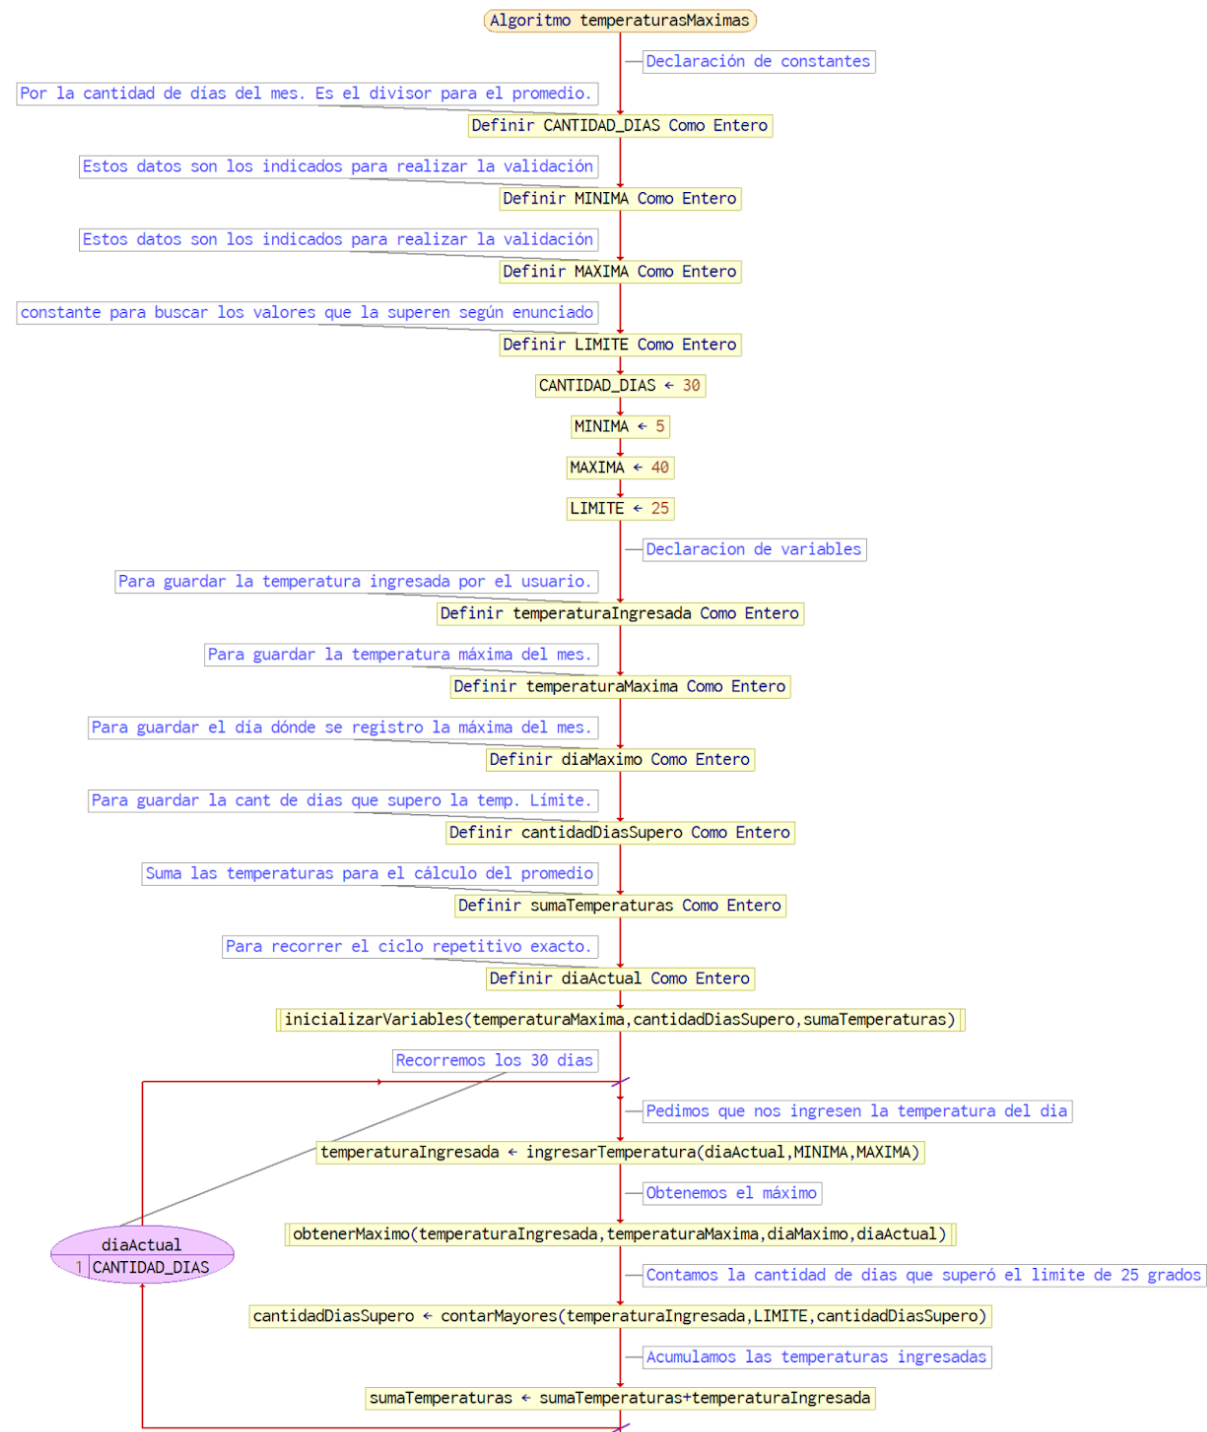 Algoritmo temperaturasMaximas
Declaración de constantes
Por la cantidad de días del mes. Es el divisor para el promedio.
Definir CANTIDAD_DIAS Como Entero
Estos datos son los indicados para realizar la validación
Definir MINIMA Como Entero
Estos datos son los indicados para realizar la validación
Definir MAXIMA Como Entero
constante para buscar los valores que la superen según enunciado
Definir LIMITE Como Entero
CANTIDAD_DIAS ← 30
MINIMA ← 5
MAXIMA ← 40
LIMITE ← 25
Declaracion de variables
Para guardar la temperatura ingresada por el usuario.
Definir temperaturaIngresada Como Entero
Para guardar la temperatura máxima del mes.
Definir temperaturaMaxima Como Entero
Para guardar el día dónde se registro la máxima del mes.
Definir diaMaximo Como Entero
Para guardar la cant de dias que supero la temp. Límite.
Definir cantidadDiasSupero Como Entero
Suma las temperaturas para el cálculo del promedio
Definir sumaTemperaturas Como Entero
Para recorrer el ciclo repetitivo exacto.
Definir diaActual Como Entero
inicializarVariables(temperaturaMaxima,cantidadDiasSupero,sumaTemperaturas)
Recorremos los 30 dias
Pedimos que nos ingresen la temperatura del dia
temperaturaIngresada ← ingresarTemperatura(diaActual,MINIMA,MAXIMA)
Obtenemos el máximo
obtenerMaximo(temperaturaIngresada,temperaturaMaxima,diaMaximo,diaActual)
diaActual
1 CANTIDAD_DIAS
Contamos la cantidad de dias que superó el limite de 25 grados
cantidadDiasSupero ← contarMayores(temperaturaIngresada,LIMITE,cantidadDiasSupero)
Acumulamos las temperaturas ingresadas
sumaTemperaturas ← sumaTemperaturas+temperaturaIngresada